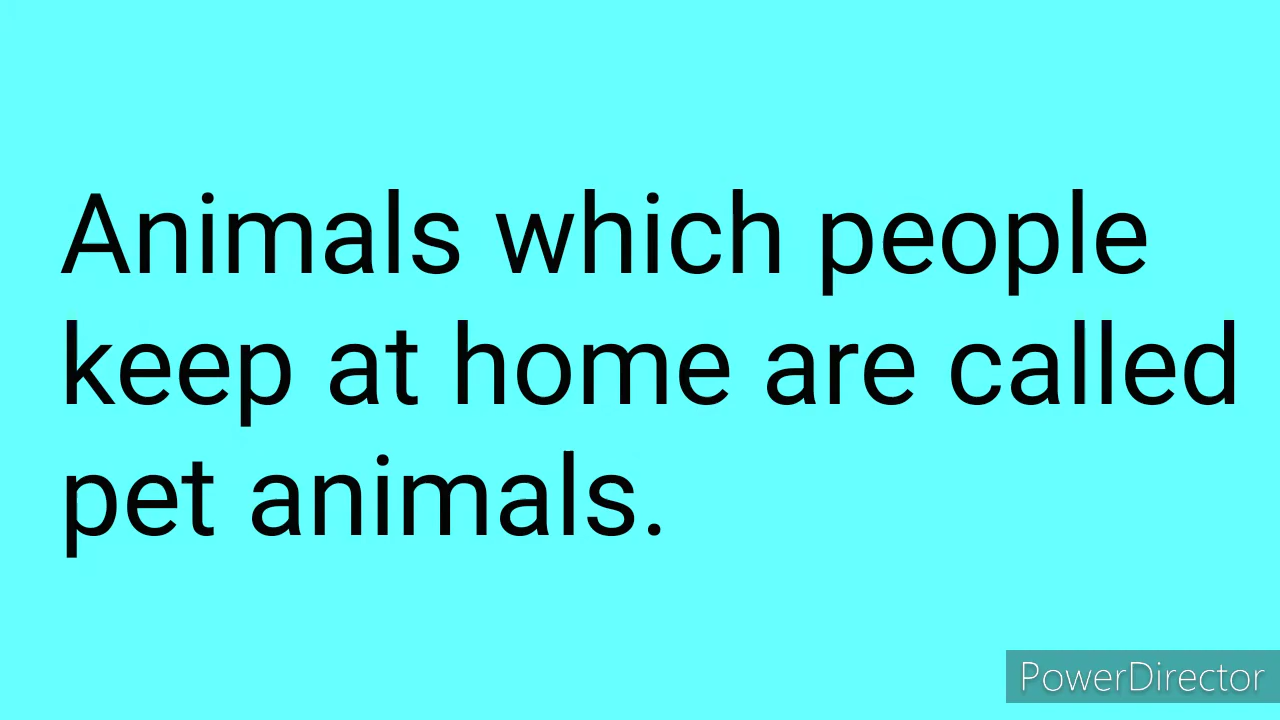 Animals which people
keep at home are called
pet animals.
PowerDirector